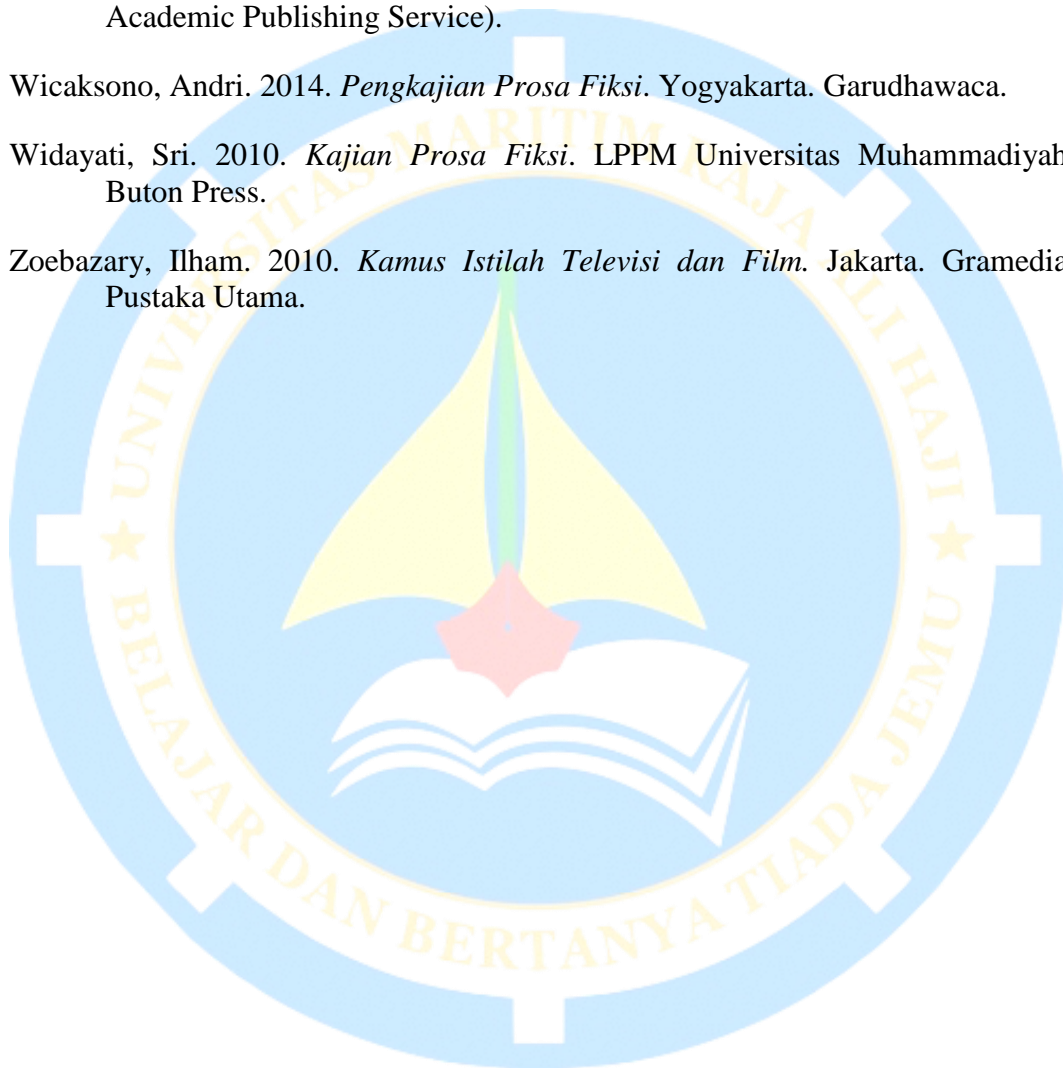 Academic Publishing Service).
Wicaksono, Andri. 2014. Pengkajian Prosa Fiksi. Yogyakarta. Garudhawaca.
Widayati, Sri. 2010. Kajian Prosa Fiksi. LPPM Universitas Muhammadiyah
Buton Press.
Zoebazary, Ilham. 2010. Kamus Istilah Televisi dan Film. Jakarta. Gramedia
Pustaka Utama.
UNIVERSITAS MARITIM RAJA ALI HAJI
BELAJAR DAN BERTANYA TIADA JEMU